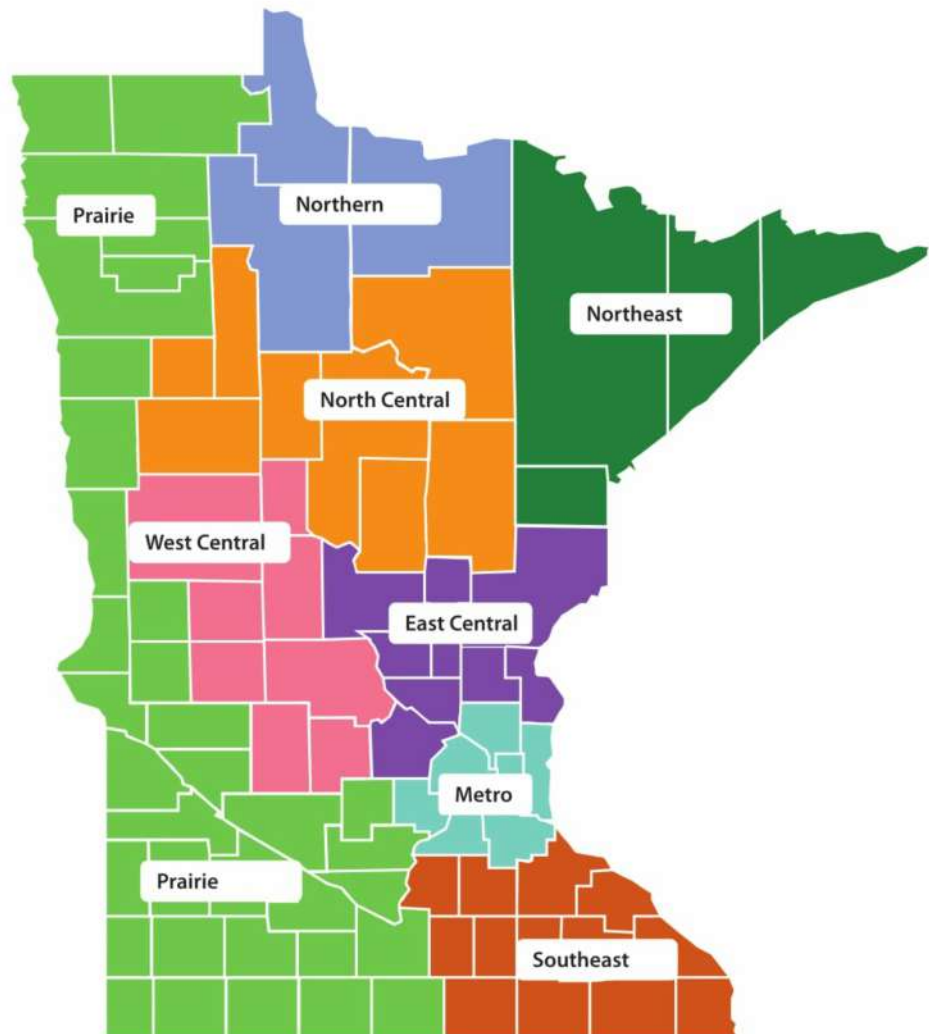 Northern
Prairie
Northeast
North Central
West Central
East Central
Metro
Prairie
Southeast